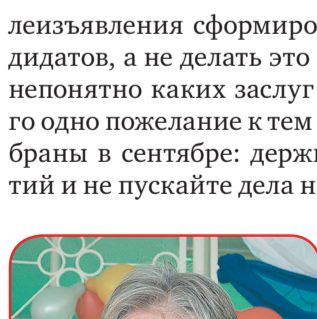 леизъявления сформиро
дидатов, а не делать это
непонятно каких заслуг
го одно пожелание к тем
браны в сентябре: держ
тий и не пускайте дела н